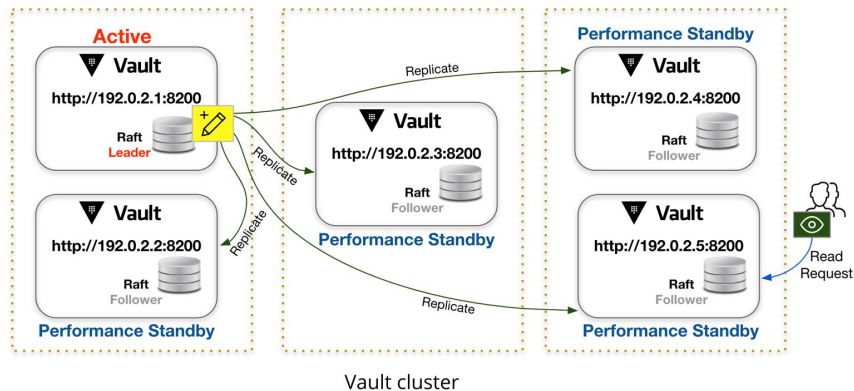 Active
Vault
http://192.0.2.1:8200
Raft
Leader
Replicate
Vault
http://192.0.2.2:8200
Raft
Follower
Performance Standby
Replicate
Vault
http://192.0.2.3:8200
Raft
Follower
Performance Standby
Replicate
Performance Standby
Vault
http://192.0.2.4:8200
Raft
Follower
Replicate
Vault
http://192.0.2.5:8200
Raft
Follower
Performance Standby
Read
Request
Vault cluster